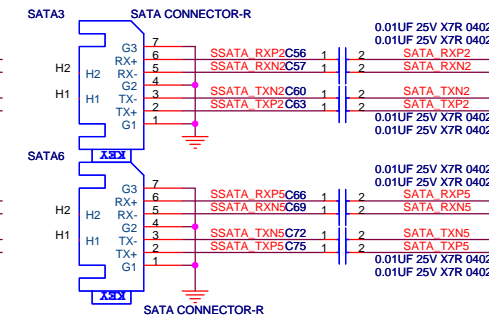 SATA3 SATA CONNECTOR-R 0.01UF 25V X7R 0402
0.01UF 25V X7R 0402
G3 7
H2 H2 RX+ 6 SSATA_RXP2 C56 1 2 SATA_RXP2
RX- 5 SSATA_RXN2 C57 1 2 SATA_RXN2
G2 4
H1 H1 TX- 3 SSATA_TXN2 C60 1 2 SATA_TXN2
TX+ 2 SSATA_TXP2 C63 1 2 SATA_TXP2
G1 1 0.01UF 25V X7R 0402
0.01UF 25V X7R 0402
KEY
SATA6
0.01UF 25V X7R 0402
0.01UF 25V X7R 0402
G3 7
RX+ 6 SSATA_RXP5 C66 1 2 SATA_RXP5
H2 H2 RX- 5 SSATA_RXN5 C69 1 2 SATA_RXN5
G2 4
H1 H1 TX- 3 SSATA_TXN5 C72 1 2 SATA_TXN5
TX+ 2 SSATA_TXP5 C75 1 2 SATA_TXP5
G1 1 0.01UF 25V X7R 0402
0.01UF 25V X7R 0402
KEY
SATA CONNECTOR-R